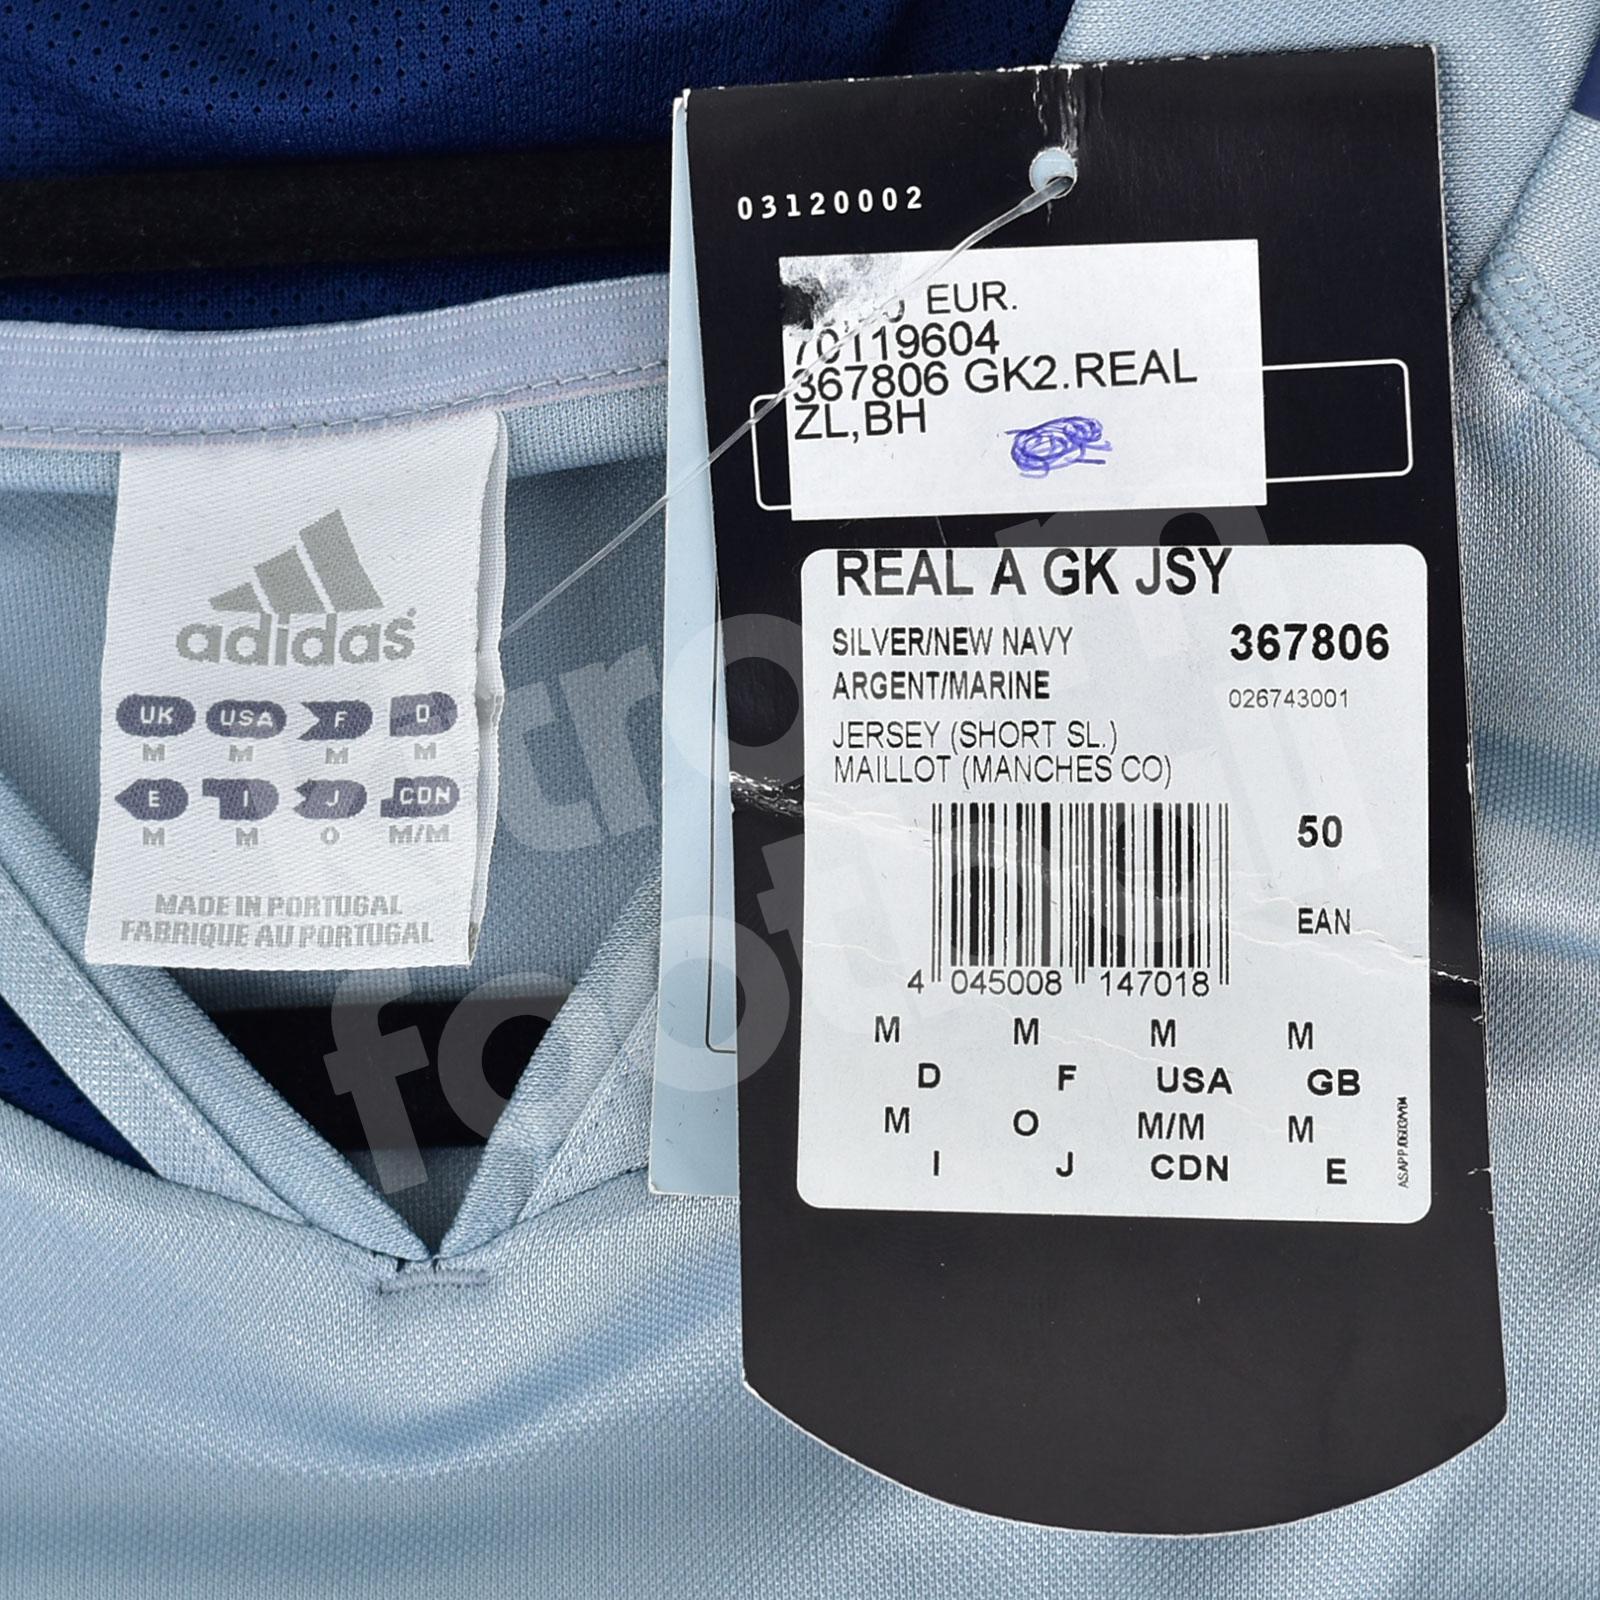 03120002
EUR.
70119604
367806 GK2.REAL
ZL,BH
REAL A GK JSY
SILVER/NEW NAVY 367806
ARGENT/MARINE 026743001
JERSEY (SHORT SL.)
MAILLOT (MANCHES CO)
50
EAN
4 045008 147018
M M M M
D F USA GB
M O M/M M
I J CDN E
adidas
UK USA F D
M M M M
E I J CDN
M M O M/M
MADE IN PORTUGAL
FABRIQUE AU PORTUGAL
football